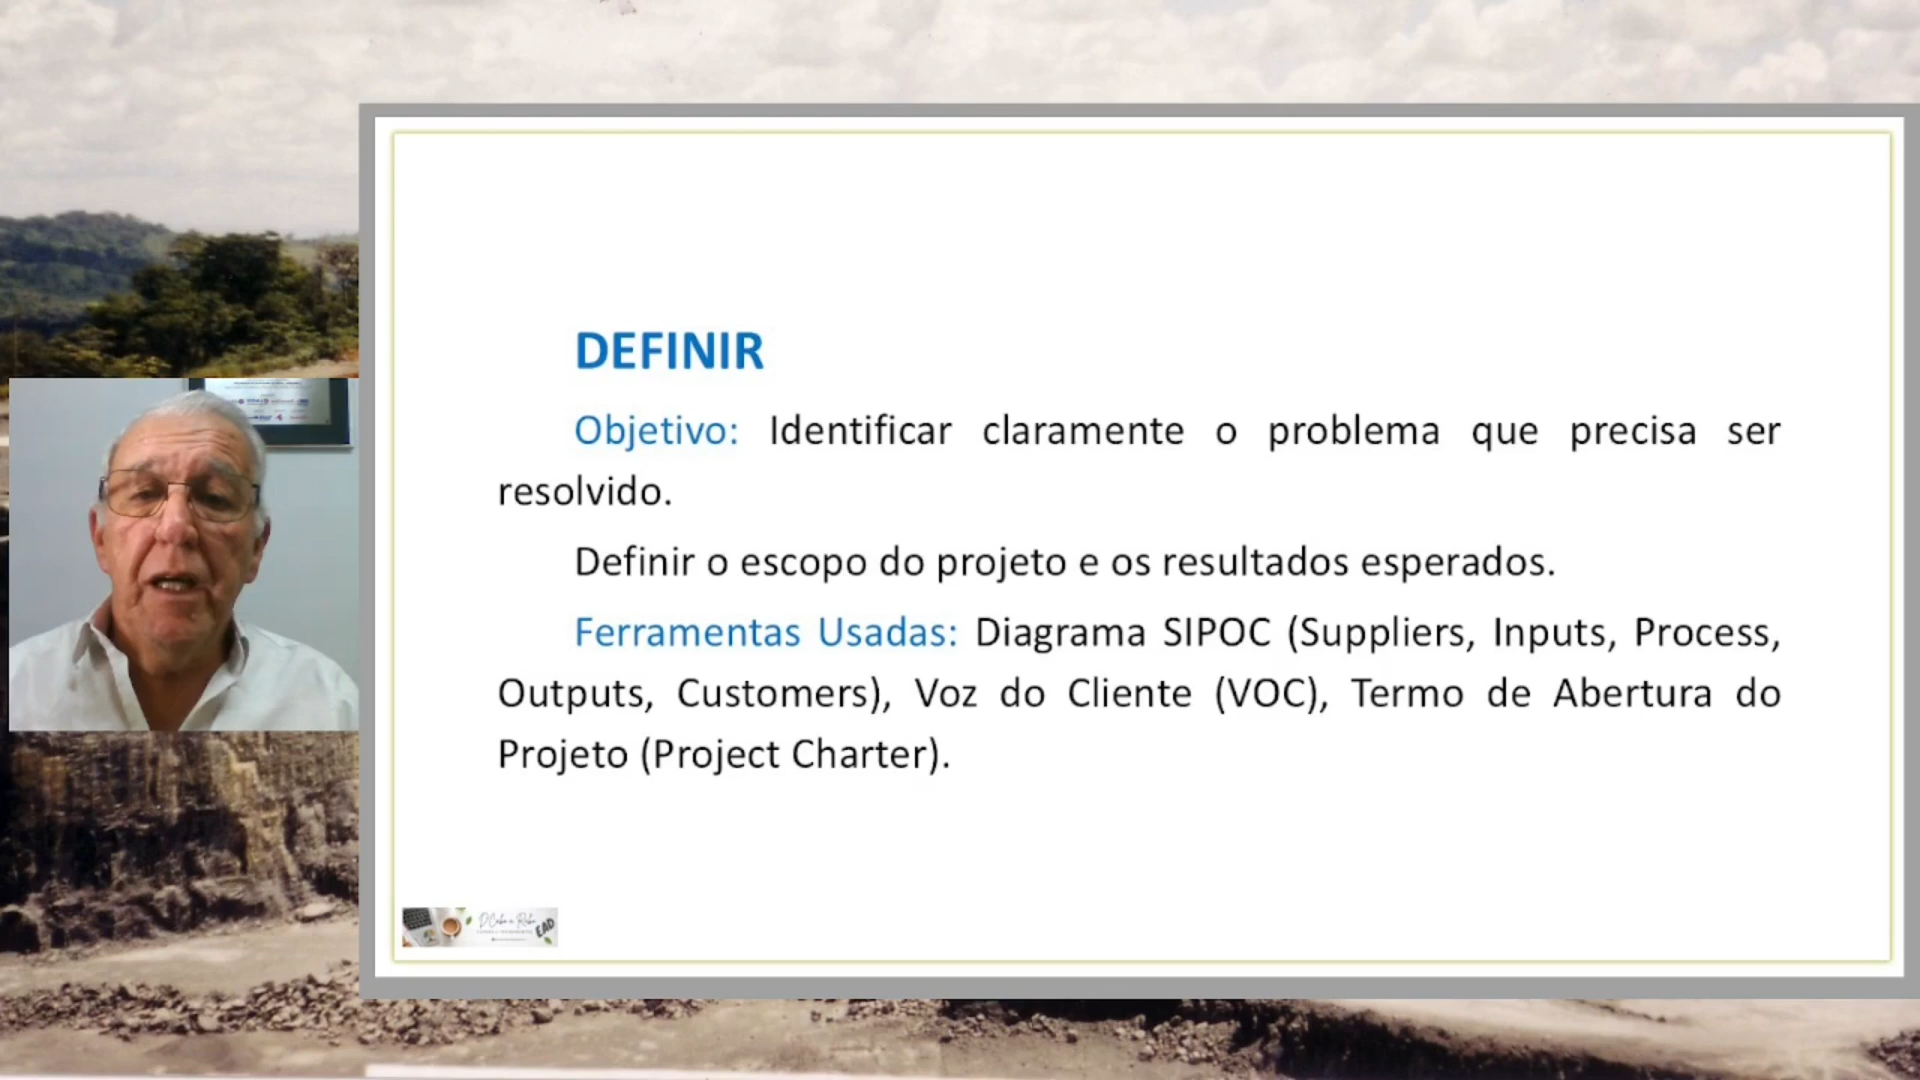 DEFINIR
Objetivo: Identificar claramente o problema que precisa ser
resolvido.
Definir o escopo do projeto e os resultados esperados.
Ferramentas Usadas: Diagrama SIPOC (Suppliers, Inputs, Process,
Outputs, Customers), Voz do Cliente (VOC), Termo de Abertura do
Projeto (Project Charter).
EAD